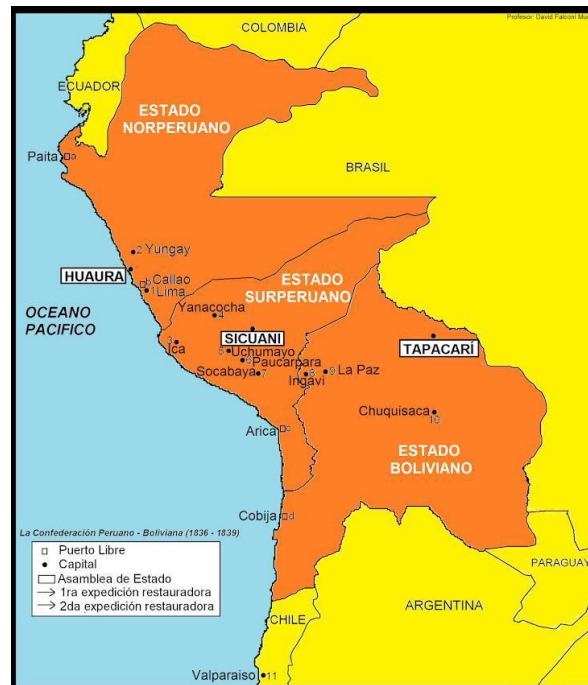 Profesor: David Falconi Mu
COLOMBIA
ECUADOR
ESTADO
NORPERUANO
Paita a
BRASIL
2 Yungay
HUAURA
b Callao
1 Lima
ESTADO
SURPERUANO
OCEANO
PACIFICO
Yanacocha
4
SICUANI
TAPACARÍ
3
Ica
5 Uchumayo
6 Paucarpara
Socabaya 7
8
Ingavi
9 La Paz
Chuquisaca
10
Arica c
ESTADO
BOLIVIANO
Cobija d
La Confederación Peruano - Boliviana (1836 - 1839)
Puerto Libre
Capital
Asamblea de Estado
1ra expedición restauradora
2da expedición restauradora
PARAGUAY
ARGENTINA
CHILE
Valparaiso 11